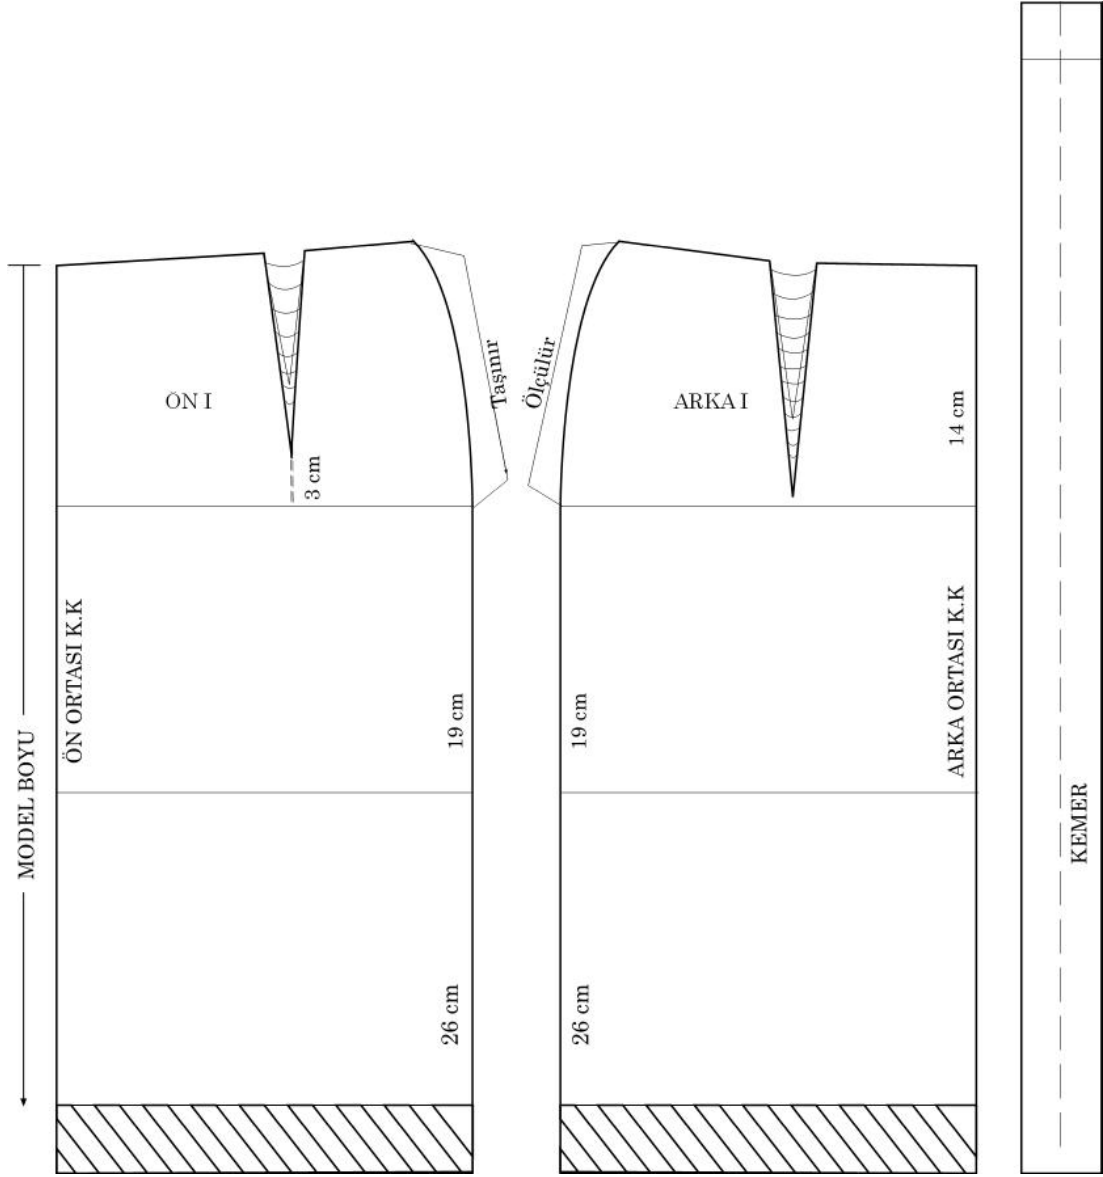 ÖN I
3 cm
Taşınır
Ölçülür
ARKA I
14 cm
MODEL BOYU
ÖN ORTASI K.K
19 cm
19 cm
ARKA ORTASI K.K
26 cm
26 cm
KEMER